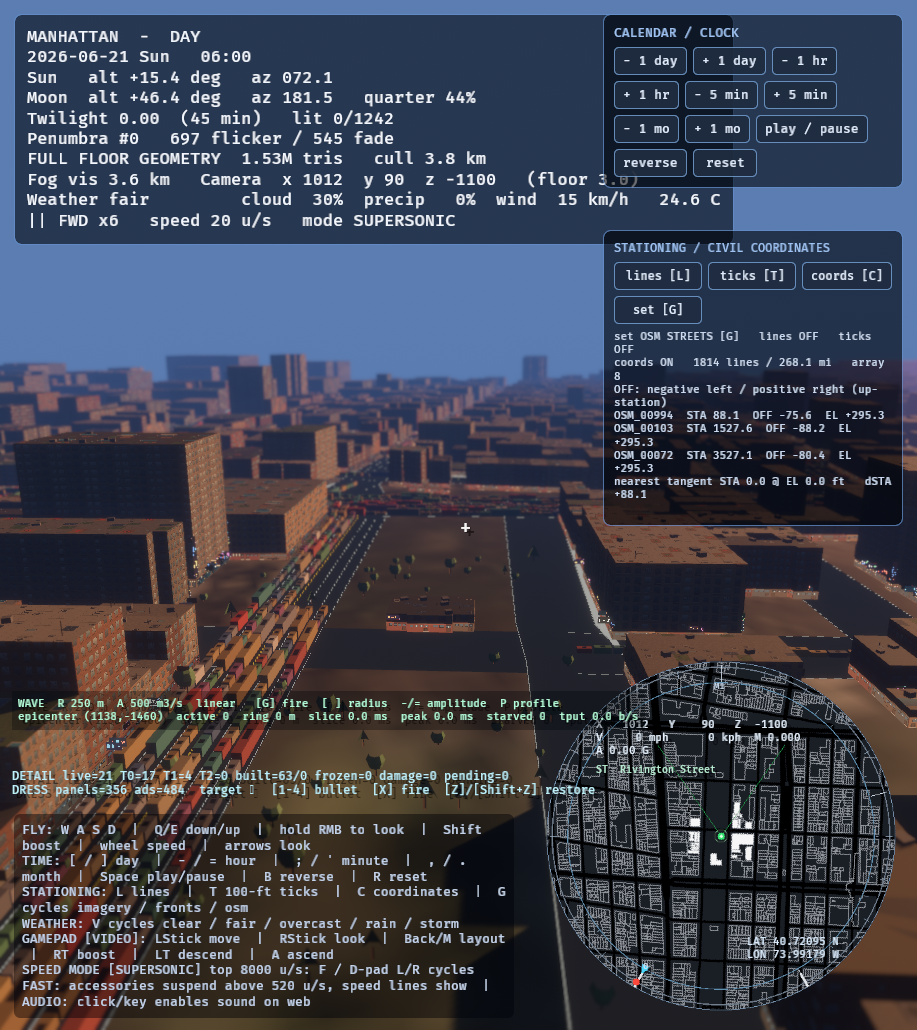 MANHATTAN  -  DAY
2026-06-21 Sun   06:00
Sun   alt +15.4 deg   az 072.1
Moon  alt +46.4 deg   az 181.5   quarter 44%
Twilight 0.00  (45 min)   lit 0/1242
Penumbra #0   697 flicker / 545 fade
FULL FLOOR GEOMETRY  1.53M tris   cull 3.8 km
Fog vis 3.6 km   Camera  x 1012  y 90  z -1100   (floor 3.0)
Weather fair         cloud  30%  precip   0%  wind  15 km/h   24.6 C
|| FWD x6   speed 20 u/s   mode SUPERSONIC
CALENDAR / CLOCK
- 1 day   + 1 day   - 1 hr
+ 1 hr   - 5 min   + 5 min
- 1 mo   + 1 mo   play / pause
reverse   reset
STATIONING / CIVIL COORDINATES
lines [L]   ticks [T]   coords [C]
set [G]
set OSM STREETS [G]   lines OFF   ticks
OFF
coords ON   1814 lines / 268.1 mi   array
8
OFF: negative left / positive right (up-
station)
OSM_00994  STA 88.1  OFF -75.6  EL +295.3
OSM_00103  STA 1527.6  OFF -88.2  EL
+295.3
OSM_00072  STA 3527.1  OFF -80.4  EL
+295.3
nearest tangent STA 0.0 @ EL 0.0 ft   dSTA
+88.1
WAVE  R 250 m  A 500 m3/s  linear   [G] fire  [ ] radius  -/= amplitude  P profile
epicenter (1138,-1460)  active 0  ring 0 m  slice 0.0 ms  peak 0.0 ms  starved 0  tput 0.0 b/s
X   1012   Y    90   Z  -1100
V     0 mph      0 kph  M 0.000
A 0.00 G
ST  Rivington Street
DETAIL live=21 T0=17 T1=4 T2=0 built=63/0 frozen=0 damage=0 pending=0
DRESS panels=356 ads=484  target   [1-4] bullet  [X] fire  [Z]/[Shift+Z] restore
FLY: W A S D  |  Q/E down/up  |  hold RMB to look  |  Shift
boost  |  wheel speed  |  arrows look
TIME: [ / ] day  |  - / = hour  |  ; / ' minute  |  , / .
month  |  Space play/pause  |  B reverse  |  R reset
STATIONING: L lines  |  T 100-ft ticks  |  C coordinates  |  G
cycles imagery / fronts / osm
WEATHER: V cycles clear / fair / overcast / rain / storm
GAMEPAD [VIDEO]: LStick move  |  RStick look  |  Back/M layout
|  RT boost  |  LT descend  |  A ascend
SPEED MODE [SUPERSONIC] top 8000 u/s: F / D-pad L/R cycles
FAST: accessories suspend above 520 u/s, speed lines show  |
AUDIO: click/key enables sound on web
LAT 40.72095 N
LON 73.99179 W